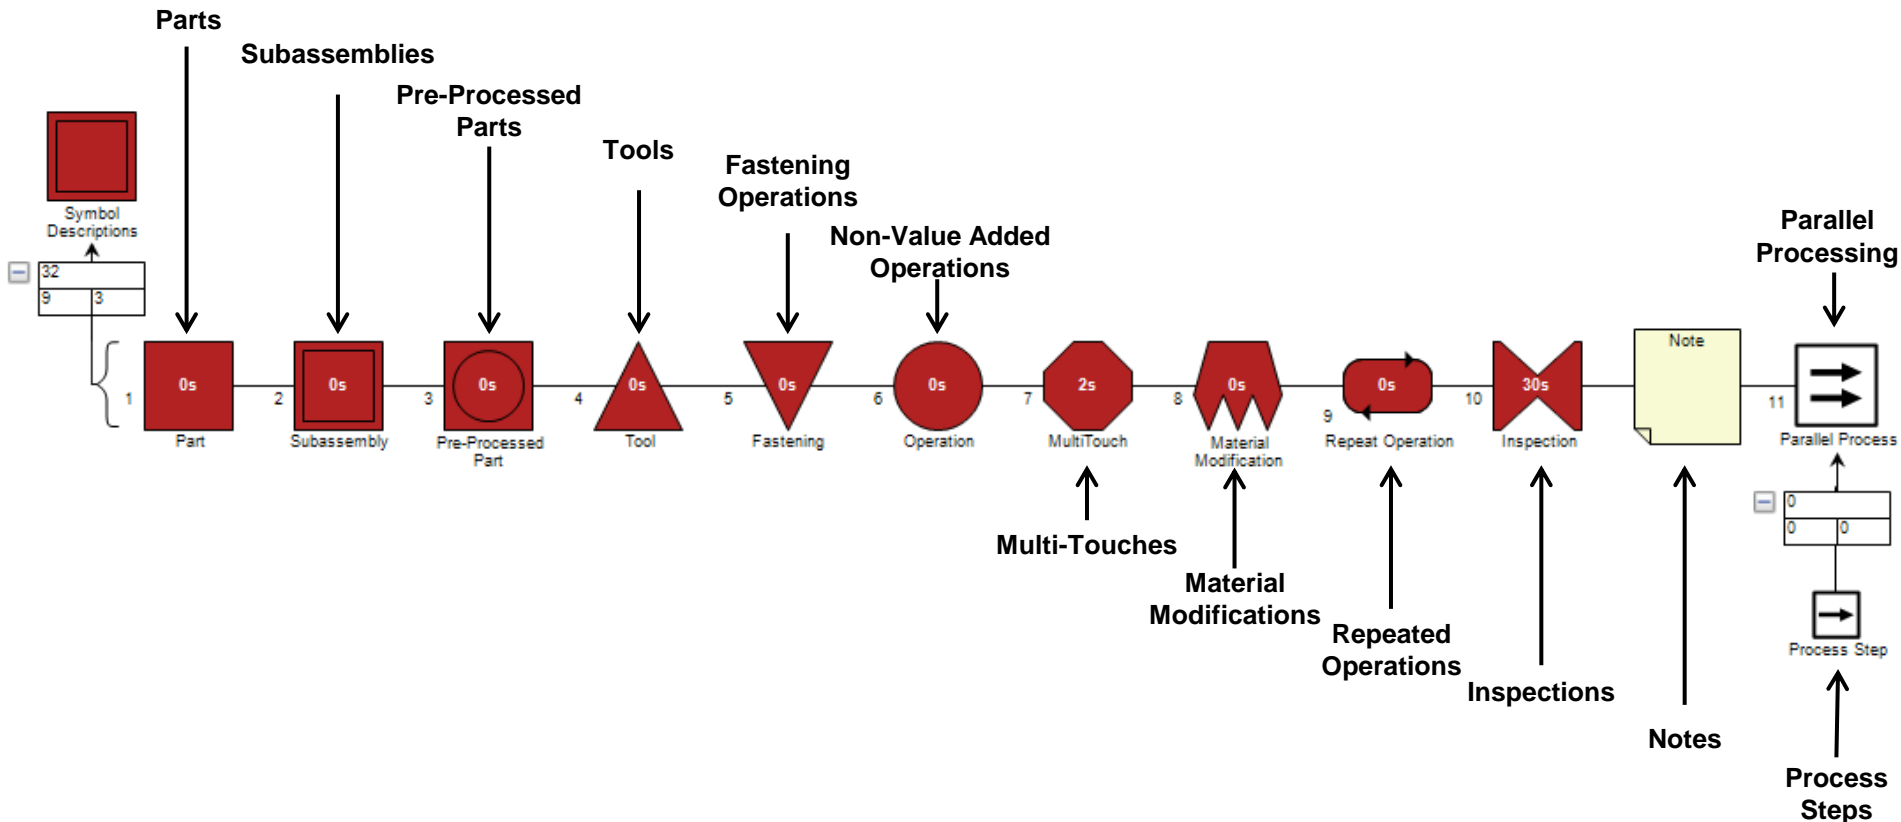 Parts
Subassemblies
Pre-Processed
Parts
Tools
Fastening
Operations
Non-Value Added
Operations
Parallel
Processing
Symbol
Descriptions
32
9
3
1
0s
Part
2
0s
Subassembly
3
0s
Pre-Processed
Part
4
0s
Tool
5
0s
Fastening
6
0s
Operation
7
2s
MultiTouch
8
0s
Material
Modification
9
0s
Repeat Operation
10
30s
Inspection
Note
11
Parallel Process
0
0
0
Process Step
Multi-Touches
Material
Modifications
Repeated
Operations
Inspections
Notes
Process
Steps